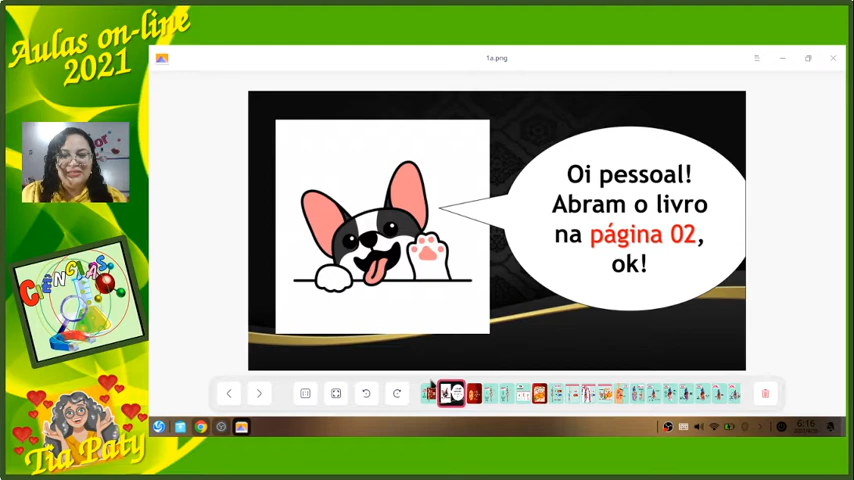 Aulas on-line
2021
1a.png
Oi pessoal!
Abram o livro
na página 02,
ok!
CIÊNCIAS
Tia Paty
6:16